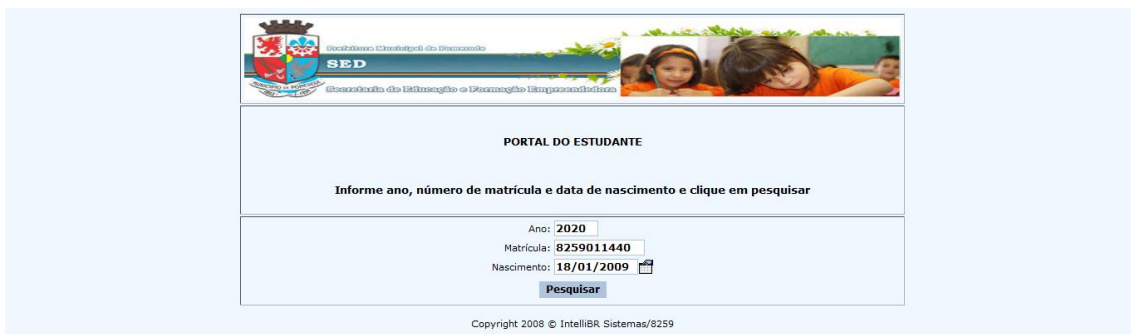 Prefeitura Municipal de Pomerode
SED
Secretaria de Educação e Formação Empreendedora
PORTAL DO ESTUDANTE
Informe ano, número de matrícula e data de nascimento e clique em pesquisar
Ano: 2020
Matrícula: 8259011440
Nascimento: 18/01/2009
Pesquisar
Copyright 2008 © IntelliBR Sistemas/8259